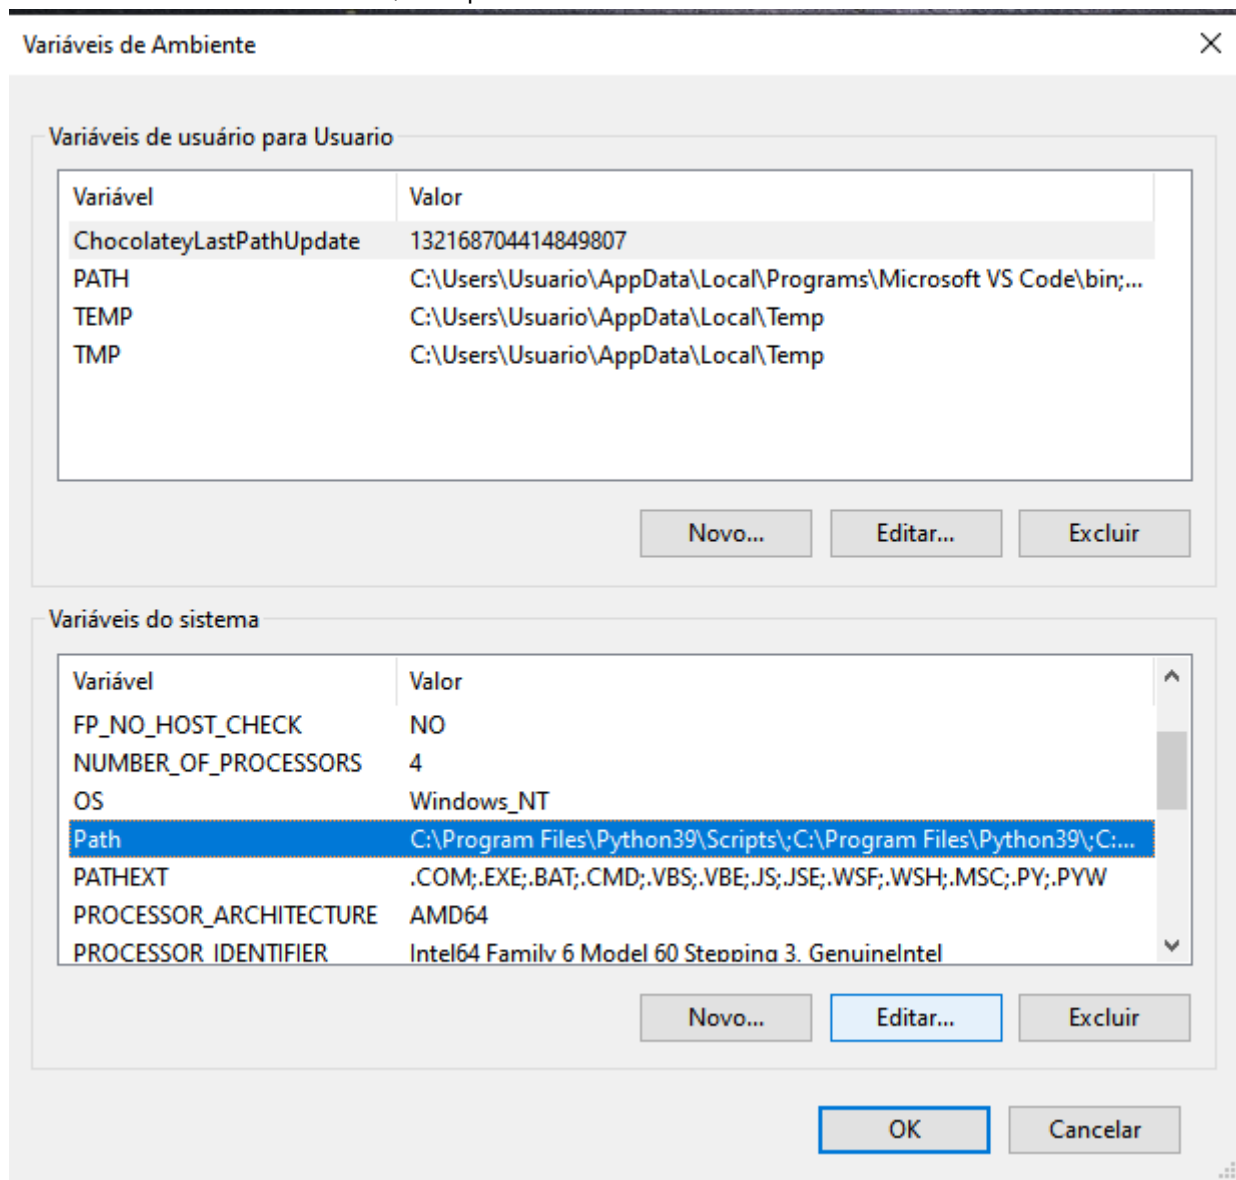 Variáveis de Ambiente
Variáveis de usuário para Usuario
Variável Valor
ChocolateyLastPathUpdate 132168704414849807
PATH C:\Users\Usuario\AppData\Local\Programs\Microsoft VS Code\bin;...
TEMP C:\Users\Usuario\AppData\Local\Temp
TMP C:\Users\Usuario\AppData\Local\Temp
Novo... Editar... Excluir
Variáveis do sistema
Variável Valor
FP_NO_HOST_CHECK NO
NUMBER_OF_PROCESSORS 4
OS Windows_NT
Path C:\Program Files\Python39\Scripts\;C:\Program Files\Python39\;C:...
PATHEXT .COM;.EXE;.BAT;.CMD;.VBS;.VBE;.JS;.JSE;.WSF;.WSH;.MSC;.PY;.PYW
PROCESSOR_ARCHITECTURE AMD64
PROCESSOR_IDENTIFIER Intel64 Family 6 Model 60 Stepping 3, GenuineIntel
Novo... Editar... Excluir
OK Cancelar